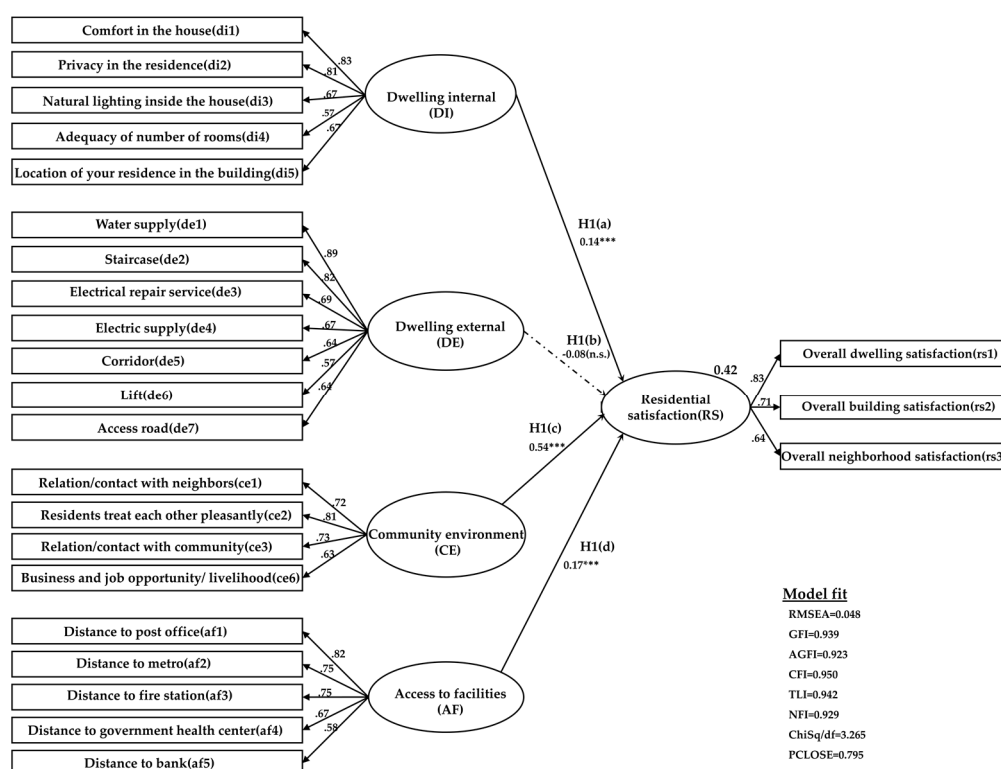 Comfort in the house(di1)
Privacy in the residence(di2)
Natural lighting inside the house(di3)
Adequacy of number of rooms(di4)
Location of your residence in the building(di5)
.83
.81
.67
.57
.67
Dwelling internal
(DI)
H1(a)
0.14***
Water supply(de1)
Staircase(de2)
Electrical repair service(de3)
Electric supply(de4)
Corridor(de5)
Lift(de6)
Access road(de7)
.89
.82
.69
.67
.64
.57
.64
Dwelling external
(DE)
H1(b)
-0.08(n.s.)
0.42
Residential
satisfaction(RS)
.83
.71
.64
Overall dwelling satisfaction(rs1)
Overall building satisfaction(rs2)
Overall neighborhood satisfaction(rs3
H1(c)
0.54***
Relation/contact with neighbors(ce1)
Residents treat each other pleasantly(ce2)
Relation/contact with community(ce3)
Business and job opportunity/ livelihood(ce6)
.72
.81
.73
.63
Community environment
(CE)
H1(d)
0.17***
Distance to post office(af1)
Distance to metro(af2)
Distance to fire station(af3)
Distance to government health center(af4)
Distance to bank(af5)
.82
.75
.75
.67
.58
Access to facilities
(AF)
Model fit
RMSEA=0.048
GFI=0.939
AGFI=0.923
CFI=0.950
TLI=0.942
NFI=0.929
ChiSq/df=3.265
PCLOSE=0.795